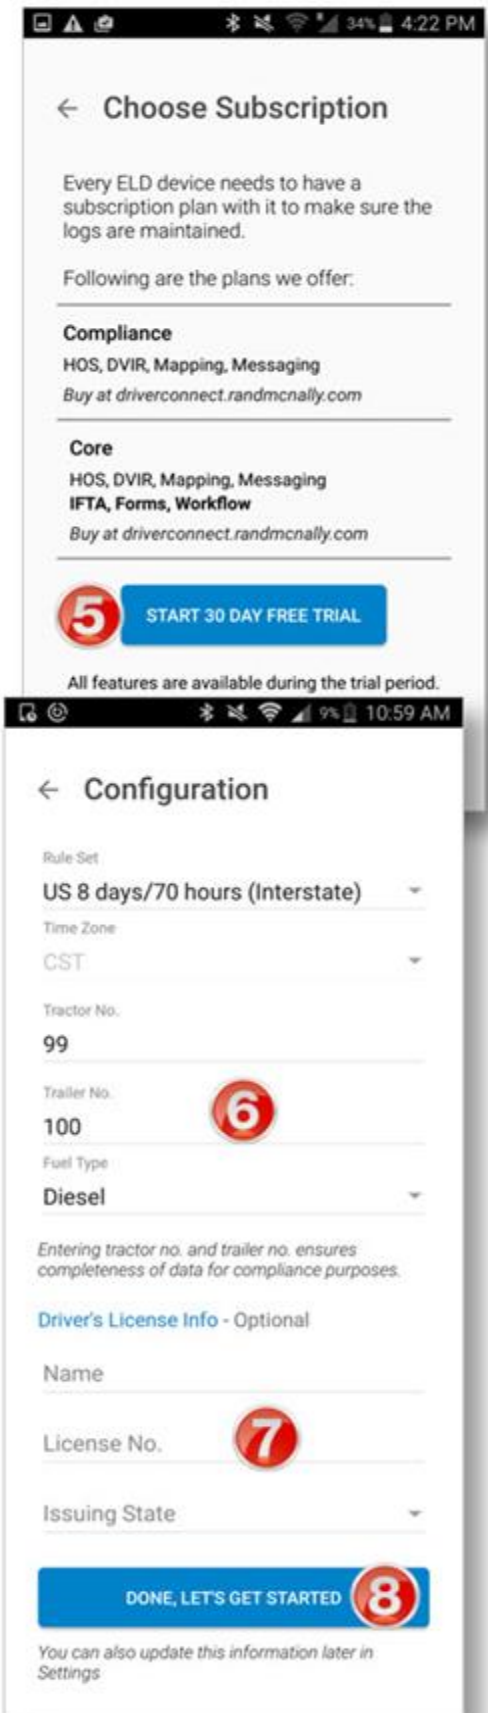 34% 4:22 PM
← Choose Subscription
Every ELD device needs to have a
subscription plan with it to make sure the
logs are maintained.
Following are the plans we offer:
Compliance
HOS, DVIR, Mapping, Messaging
Buy at driverconnect.randmcnally.com
Core
HOS, DVIR, Mapping, Messaging
IFTA, Forms, Workflow
Buy at driverconnect.randmcnally.com
5 START 30 DAY FREE TRIAL
All features are available during the trial period.
9% 10:59 AM
← Configuration
Rule Set
US 8 days/70 hours (Interstate)
Time Zone
CST
Tractor No.
99
Trailer No.
6
100
Fuel Type
Diesel
Entering tractor no. and trailer no. ensures
completeness of data for compliance purposes.
Driver's License Info - Optional
Name
License No. 7
Issuing State
DONE, LET'S GET STARTED 8
You can also update this information later in
Settings